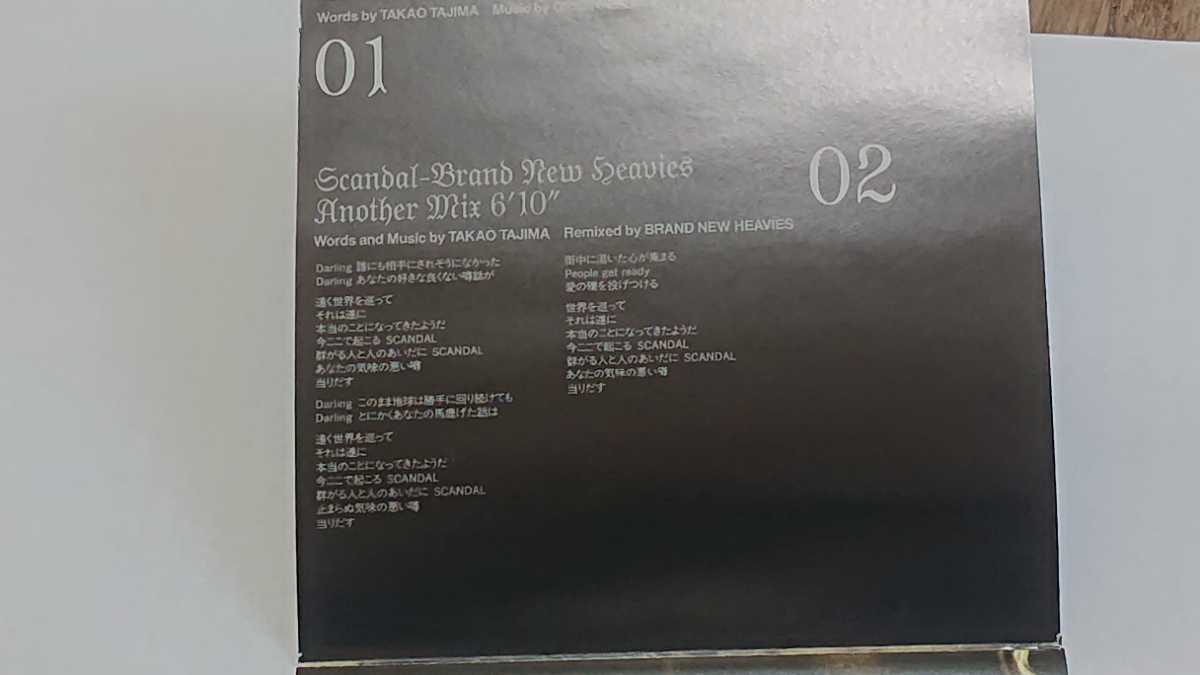 Words by TAKAO TAJIMA Music by
01
02
Scandal-Brand New Heavies
Another Mix 6'10"
Words and Music by TAKAO TAJIMA Remixed by BRAND NEW HEAVIES
Darling 誰にも相手にされそうになかった
Darling あなたの好きな良くない噂話が
遠く世界を巡って
それは遂に
本当のことになってきたようだ
今ここで起こる SCANDAL
群がる人と人のあいだに SCANDAL
あなたの気味の悪い噂
当りだす
Darling このまま地球は勝手に回り続けても
Darling とにかくあなたの馬鹿げた話は
遠く世界を巡って
それは遂に
本当のことになってきたようだ
今ここで起こる SCANDAL
群がる人と人のあいだに SCANDAL
止まらぬ気味の悪い噂
当りだす
街中に渇いた心が集まる
People get ready
愛の礫を投げつける
世界を巡って
それは遂に
本当のことになってきたようだ
今ここで起こる SCANDAL
群がる人と人のあいだに SCANDAL
あなたの気味の悪い噂
当りだす